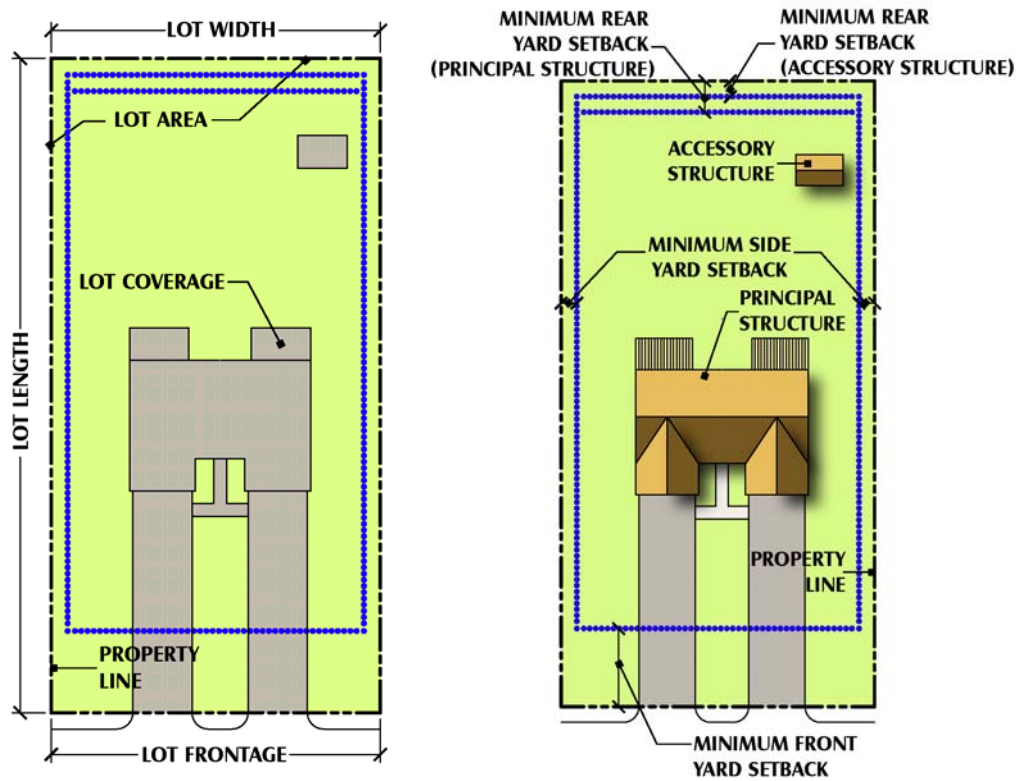 LOT WIDTH
LOT AREA
LOT COVERAGE
LOT LENGTH
PROPERTY
LINE
LOT FRONTAGE
MINIMUM REAR
YARD SETBACK
(PRINCIPAL STRUCTURE)
MINIMUM REAR
YARD SETBACK
(ACCESSORY STRUCTURE)
ACCESSORY
STRUCTURE
MINIMUM SIDE
YARD SETBACK
PRINCIPAL
STRUCTURE
PROPERTY
LINE
MINIMUM FRONT
YARD SETBACK